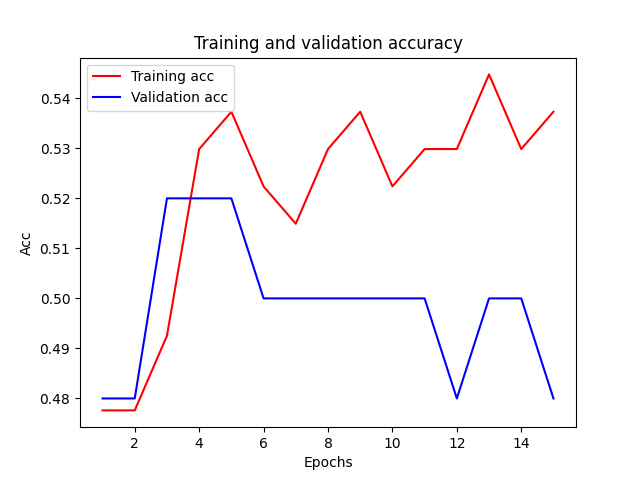 Training and validation accuracy
Training acc
Validation acc
0.54
0.53
0.52
0.51
0.50
0.49
0.48
Acc
2 4 6 8 10 12 14
Epochs